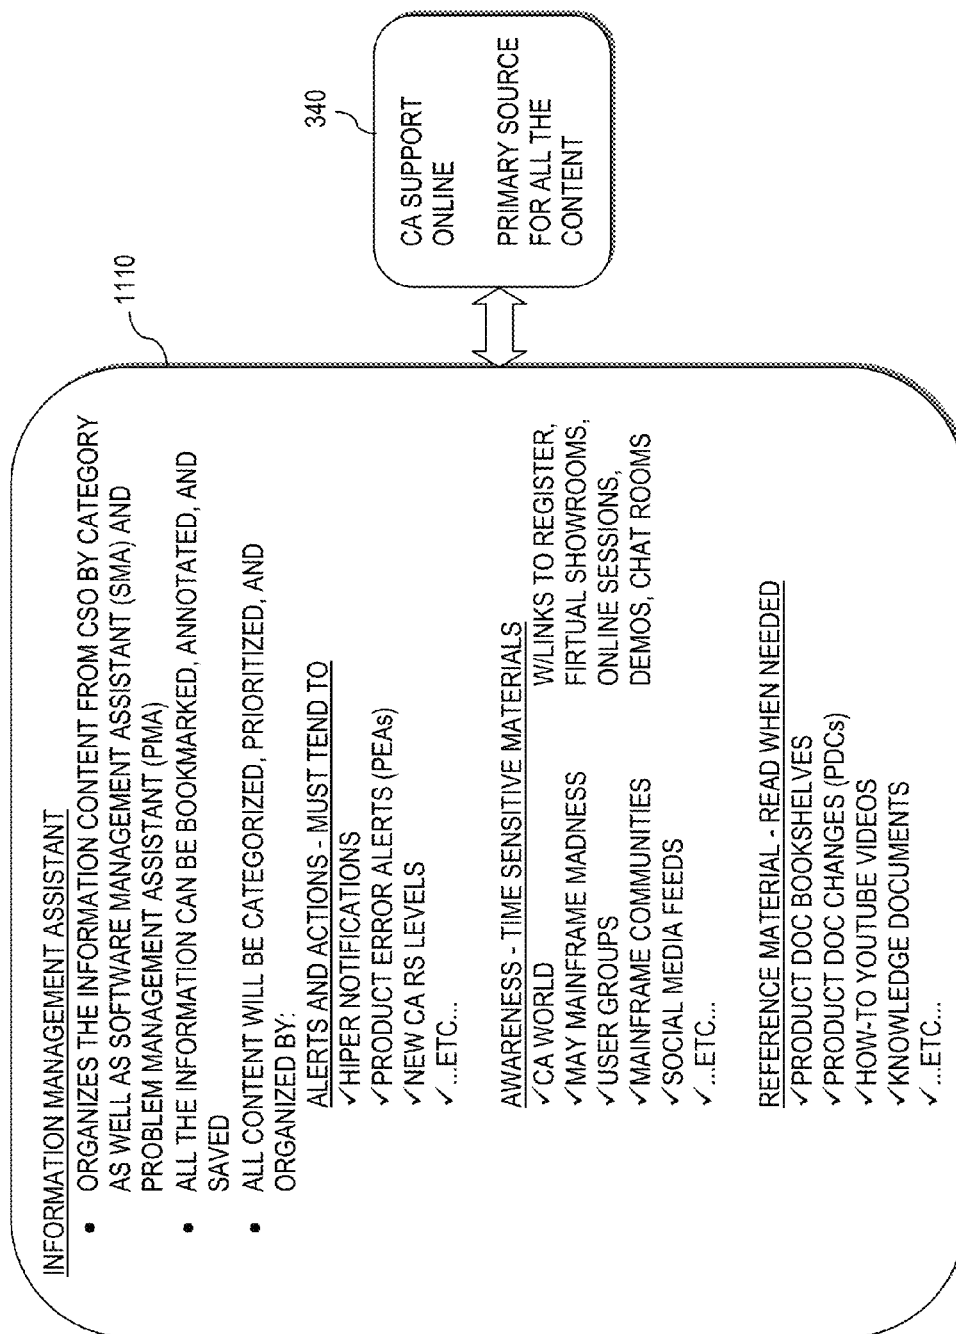 INFORMATION MANAGEMENT ASSISTANT
• ORGANIZES THE INFORMATION CONTENT FROM CSO BY CATEGORY
AS WELL AS SOFTWARE MANAGEMENT ASSISTANT (SMA) AND
PROBLEM MANAGEMENT ASSISTANT (PMA)
• ALL THE INFORMATION CAN BE BOOKMARKED, ANNOTATED, AND
SAVED
• ALL CONTENT WILL BE CATEGORIZED, PRIORITIZED, AND
ORGANIZED BY:
ALERTS AND ACTIONS - MUST TEND TO
✓HIPER NOTIFICATIONS
✓PRODUCT ERROR ALERTS (PEAs)
✓NEW CA RS LEVELS
✓...ETC...
AWARENESS - TIME SENSITIVE MATERIALS
✓CA WORLD W/LINKS TO REGISTER,
✓MAY MAINFRAME MADNESS FIRTUAL SHOWROOMS,
✓USER GROUPS ONLINE SESSIONS,
✓MAINFRAME COMMUNITIES DEMOS, CHAT ROOMS
✓SOCIAL MEDIA FEEDS
✓...ETC...
REFERENCE MATERIAL - READ WHEN NEEDED
✓PRODUCT DOC BOOKSHELVES
✓PRODUCT DOC CHANGES (PDCs)
✓HOW-TO YOUTUBE VIDEOS
✓KNOWLEDGE DOCUMENTS
✓...ETC...
1110
340
CA SUPPORT
ONLINE
PRIMARY SOURCE
FOR ALL THE
CONTENT